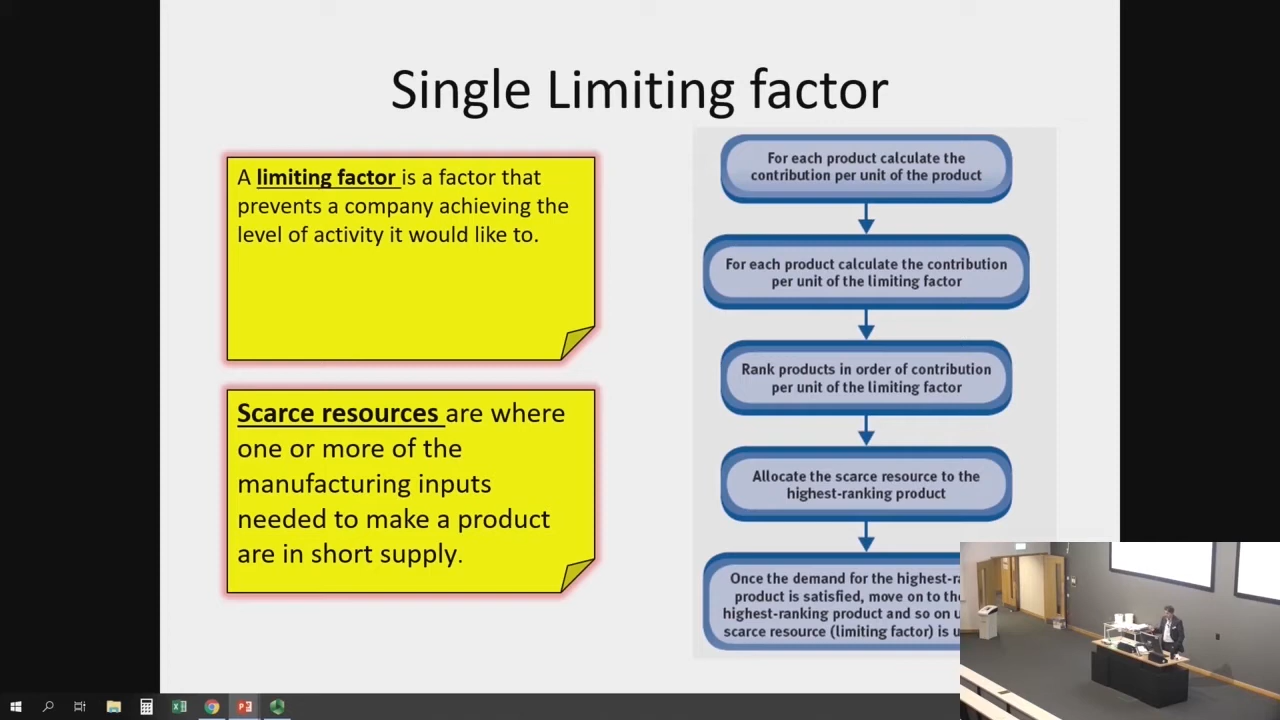 Single Limiting factor
A limiting factor is a factor that
prevents a company achieving the
level of activity it would like to.
Scarce resources are where
one or more of the
manufacturing inputs
needed to make a product
are in short supply.
For each product calculate the
contribution per unit of the product
For each product calculate the contribution
per unit of the limiting factor
Rank products in order of contribution
per unit of the limiting factor
Allocate the scarce resource to the
highest-ranking product
Once the demand for the
product is satisfied, move on to
highest-ranking product and so on
scarce resource (limiting factor) is